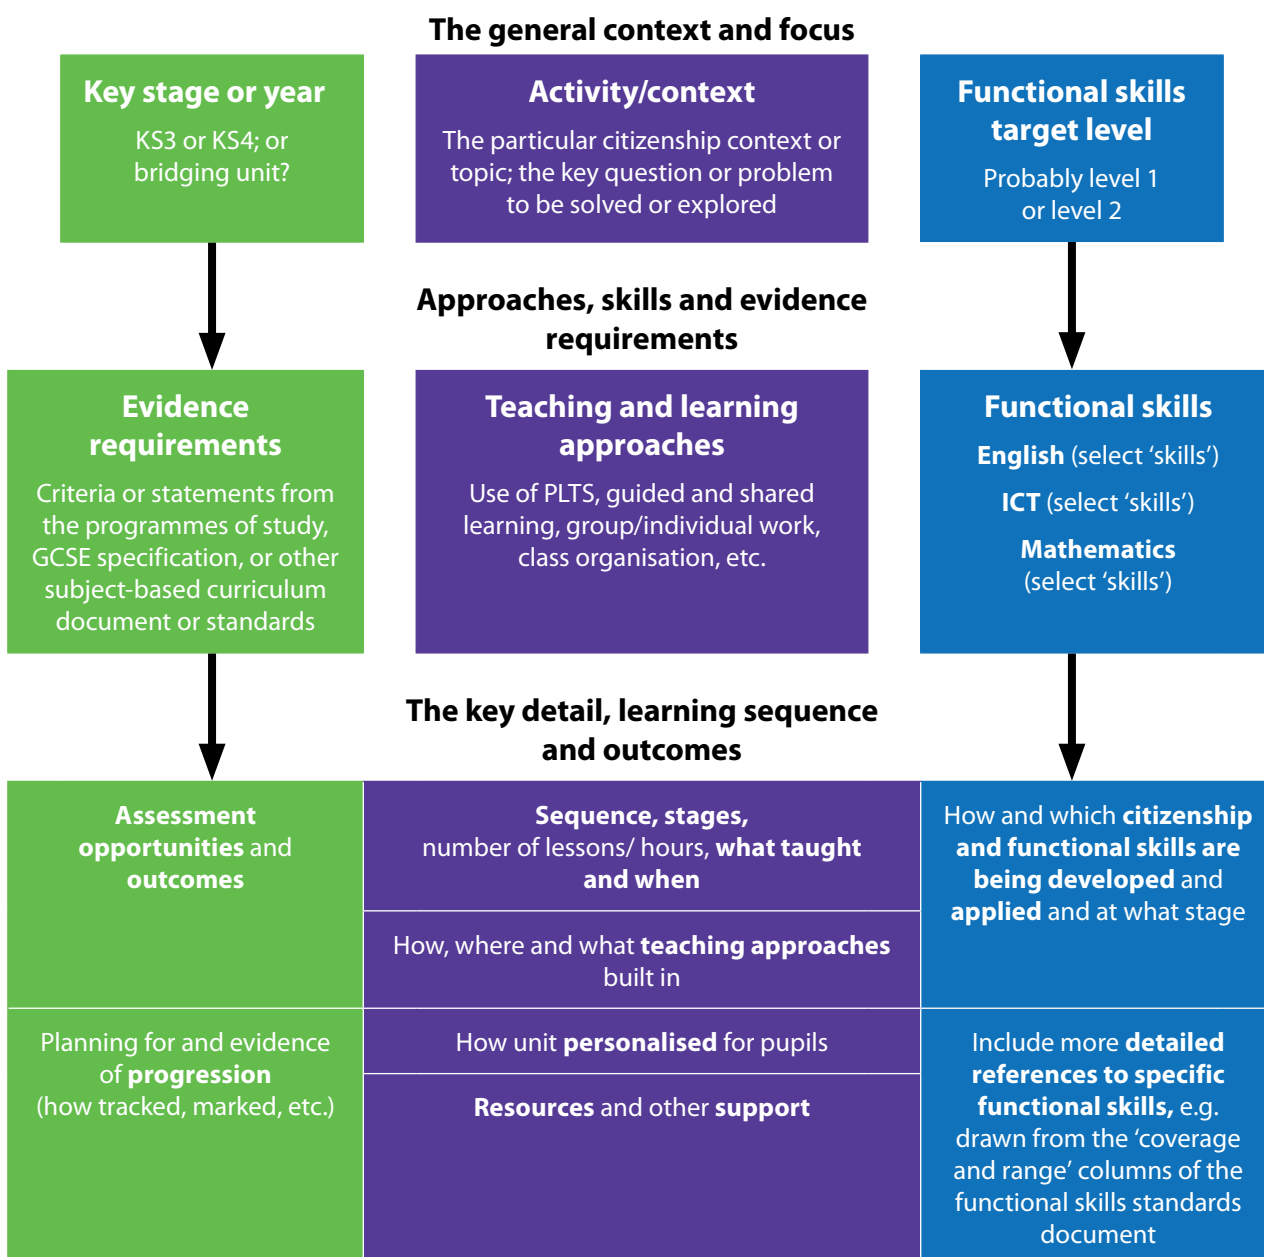 The general context and focus
Key stage or year
KS3 or KS4; or
bridging unit?
Activity/context
The particular citizenship context or
topic; the key question or problem
to be solved or explored
Functional skills
target level
Probably level 1
or level 2
Approaches, skills and evidence
requirements
Evidence
requirements
Criteria or statements from
the programmes of study,
GCSE specification, or other
subject-based curriculum
document or standards
Teaching and learning
approaches
Use of PLTS, guided and shared
learning, group/individual work,
class organisation, etc.
Functional skills
English (select ‘skills’)
ICT (select ‘skills’)
Mathematics
(select ‘skills’)
The key detail, learning sequence
and outcomes
Assessment
opportunities and
outcomes
Sequence, stages,
number of lessons/ hours, what taught
and when
How, where and what teaching approaches
built in
How and which citizenship
and functional skills are
being developed and
applied and at what stage
Planning for and evidence
of progression
(how tracked, marked, etc.)
How unit personalised for pupils
Resources and other support
Include more detailed
references to specific
functional skills, e.g.
drawn from the ‘coverage
and range’ columns of the
functional skills standards
document